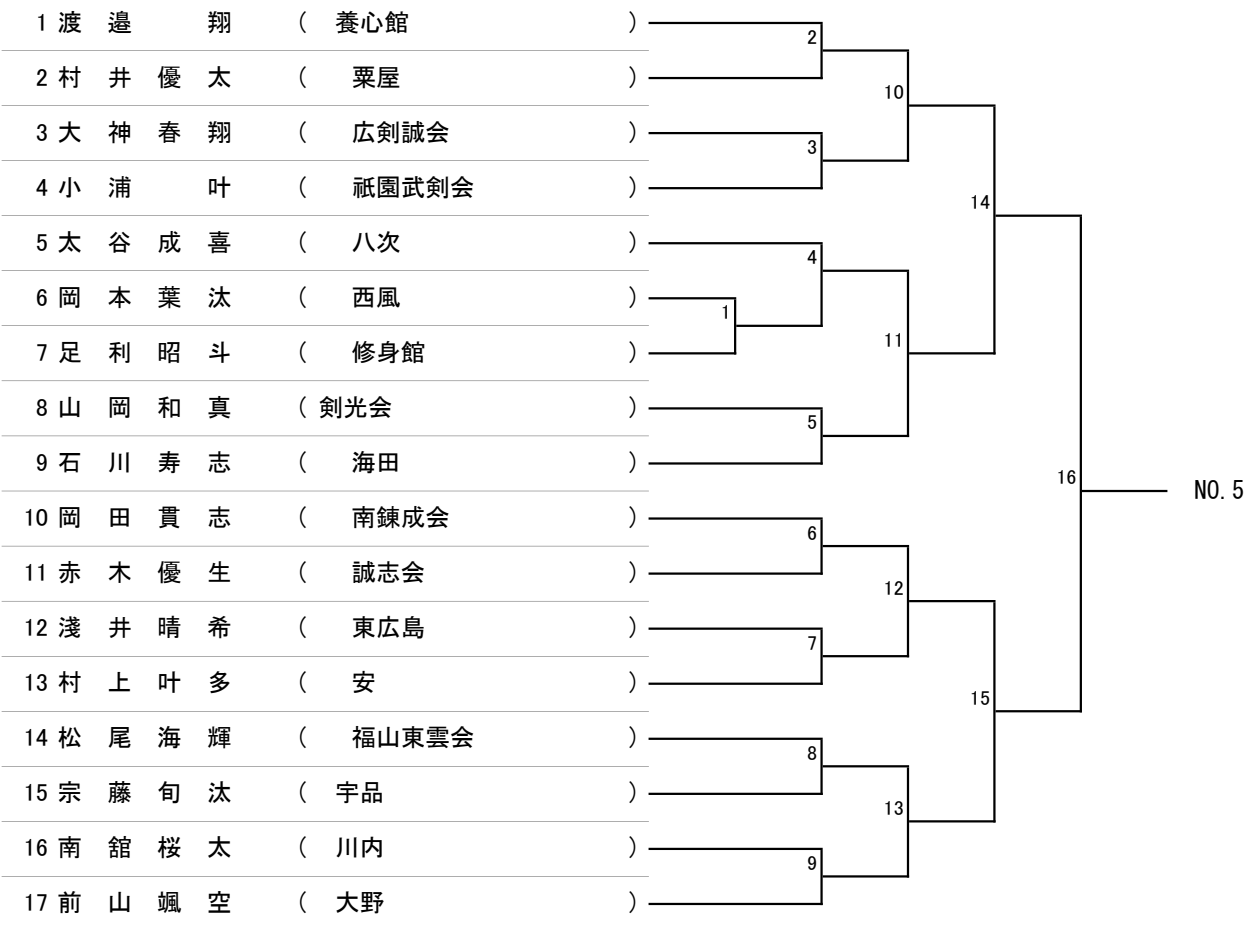 1 渡 邉 翔 ( 養心館 )
2 村 井 優 太 ( 粟屋 )
3 大 神 春 翔 ( 広剣誠会 )
4 小 浦 叶 ( 祇園武剣会 )
5 太 谷 成 喜 ( 八次 )
6 岡 本 葉 汰 ( 西風 )
7 足 利 昭 斗 ( 修身館 )
8 山 岡 和 真 ( 剣光会 )
9 石 川 寿 志 ( 海田 )
10 岡 田 貫 志 ( 南錬成会 )
11 赤 木 優 生 ( 誠志会 )
12 淺 井 晴 希 ( 東広島 )
13 村 上 叶 多 ( 安 )
14 松 尾 海 輝 ( 福山東雲会 )
15 宗 藤 旬 汰 ( 宇品 )
16 南 舘 桜 太 ( 川内 )
17 前 山 颯 空 ( 大野 )
1
2
3
4
5
6
7
8
9
10
11
12
13
14
15
16
NO.5